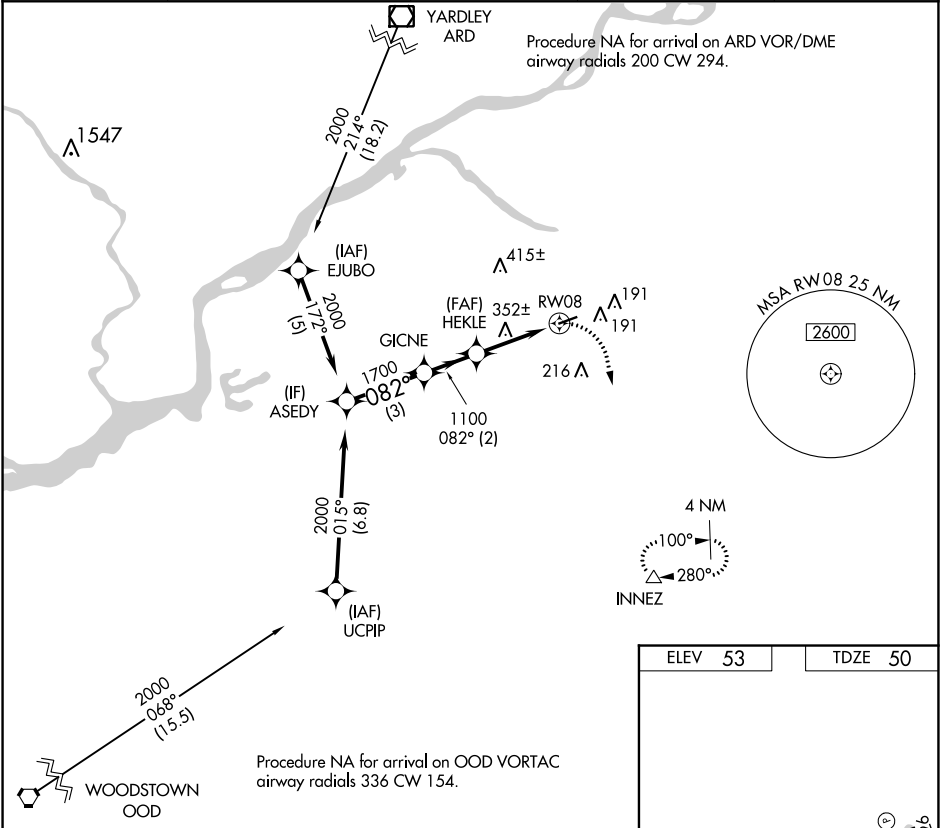 YARDLEY
ARD
Procedure NA for arrival on ARD VOR/DME
airway radials 200 CW 294.
1547
2000
214°
(18.2)
(IAF)
EJUBO
2000
172°
(5)
415±
(FAF)
HEKLE
352±
RW08
191
191
216
GICNE
(IF)
ASEDY
1700
082°
(3)
1100
082° (2)
MSA RW08 25 NM
2600
2000
015°
(6.8)
4 NM
100°
280°
INNEZ
(IAF)
UCPIP
2000
068°
(15.5)
WOODSTOWN
OOD
Procedure NA for arrival on OOD VORTAC
airway radials 336 CW 154.
ELEV 53
TDZE 50
P
26